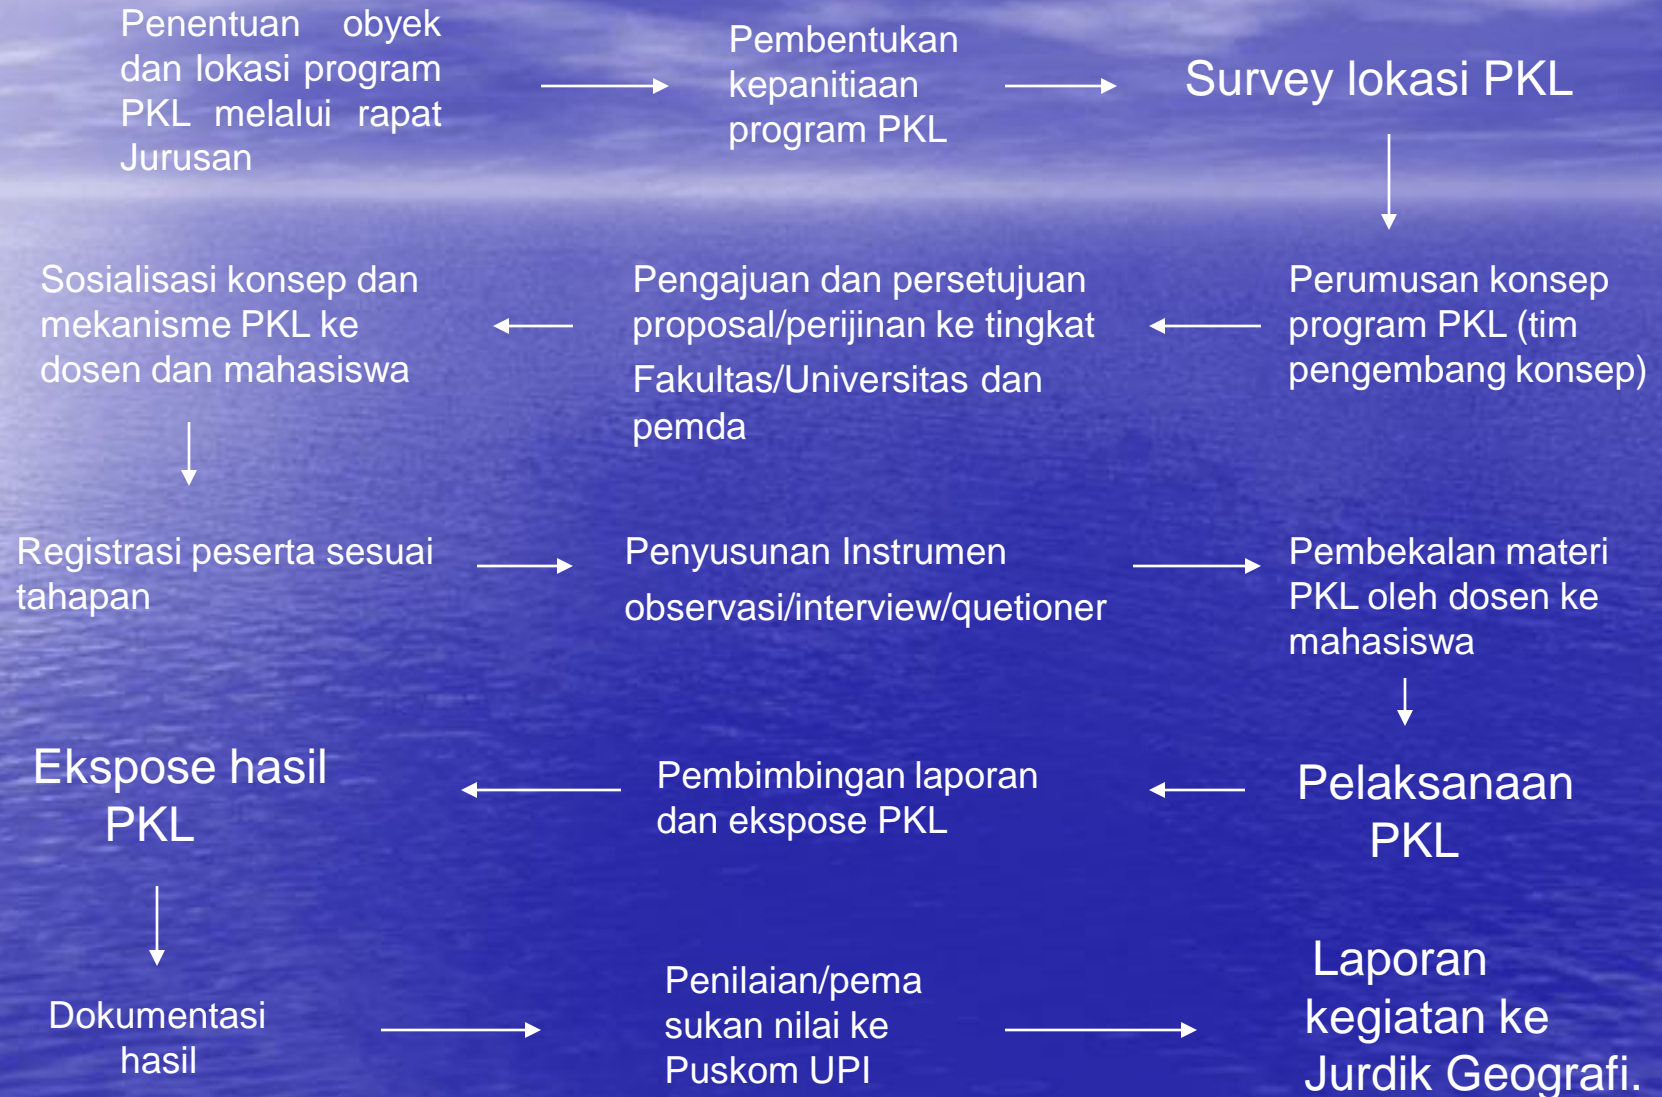 Penentuan obyek
dan lokasi program
PKL melalui rapat
Jurusan
Pembentukan
kepanitiaan
program PKL
Survey lokasi PKL
Sosialisasi konsep dan
mekanisme PKL ke
dosen dan mahasiswa
Pengajuan dan persetujuan
proposal/perijinan ke tingkat
Fakultas/Universitas dan
pemda
Perumusan konsep
program PKL (tim
pengembang konsep)
Registrasi peserta sesuai
tahapan
Penyusunan Instrumen
observasi/interview/quetioner
Pembekalan materi
PKL oleh dosen ke
mahasiswa
Ekspose hasil
PKL
Pembimbingan laporan
dan ekspose PKL
Pelaksanaan
PKL
Dokumentasi
hasil
Penilaian/pema
sukan nilai ke
Puskom UPI
Laporan
kegiatan ke
Jurdik Geografi.